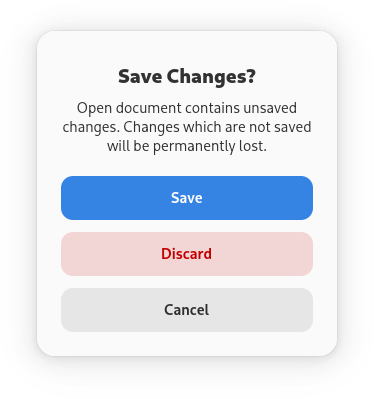 Save Changes?
Open document contains unsaved
changes. Changes which are not saved
will be permanently lost.
Save
Discard
Cancel